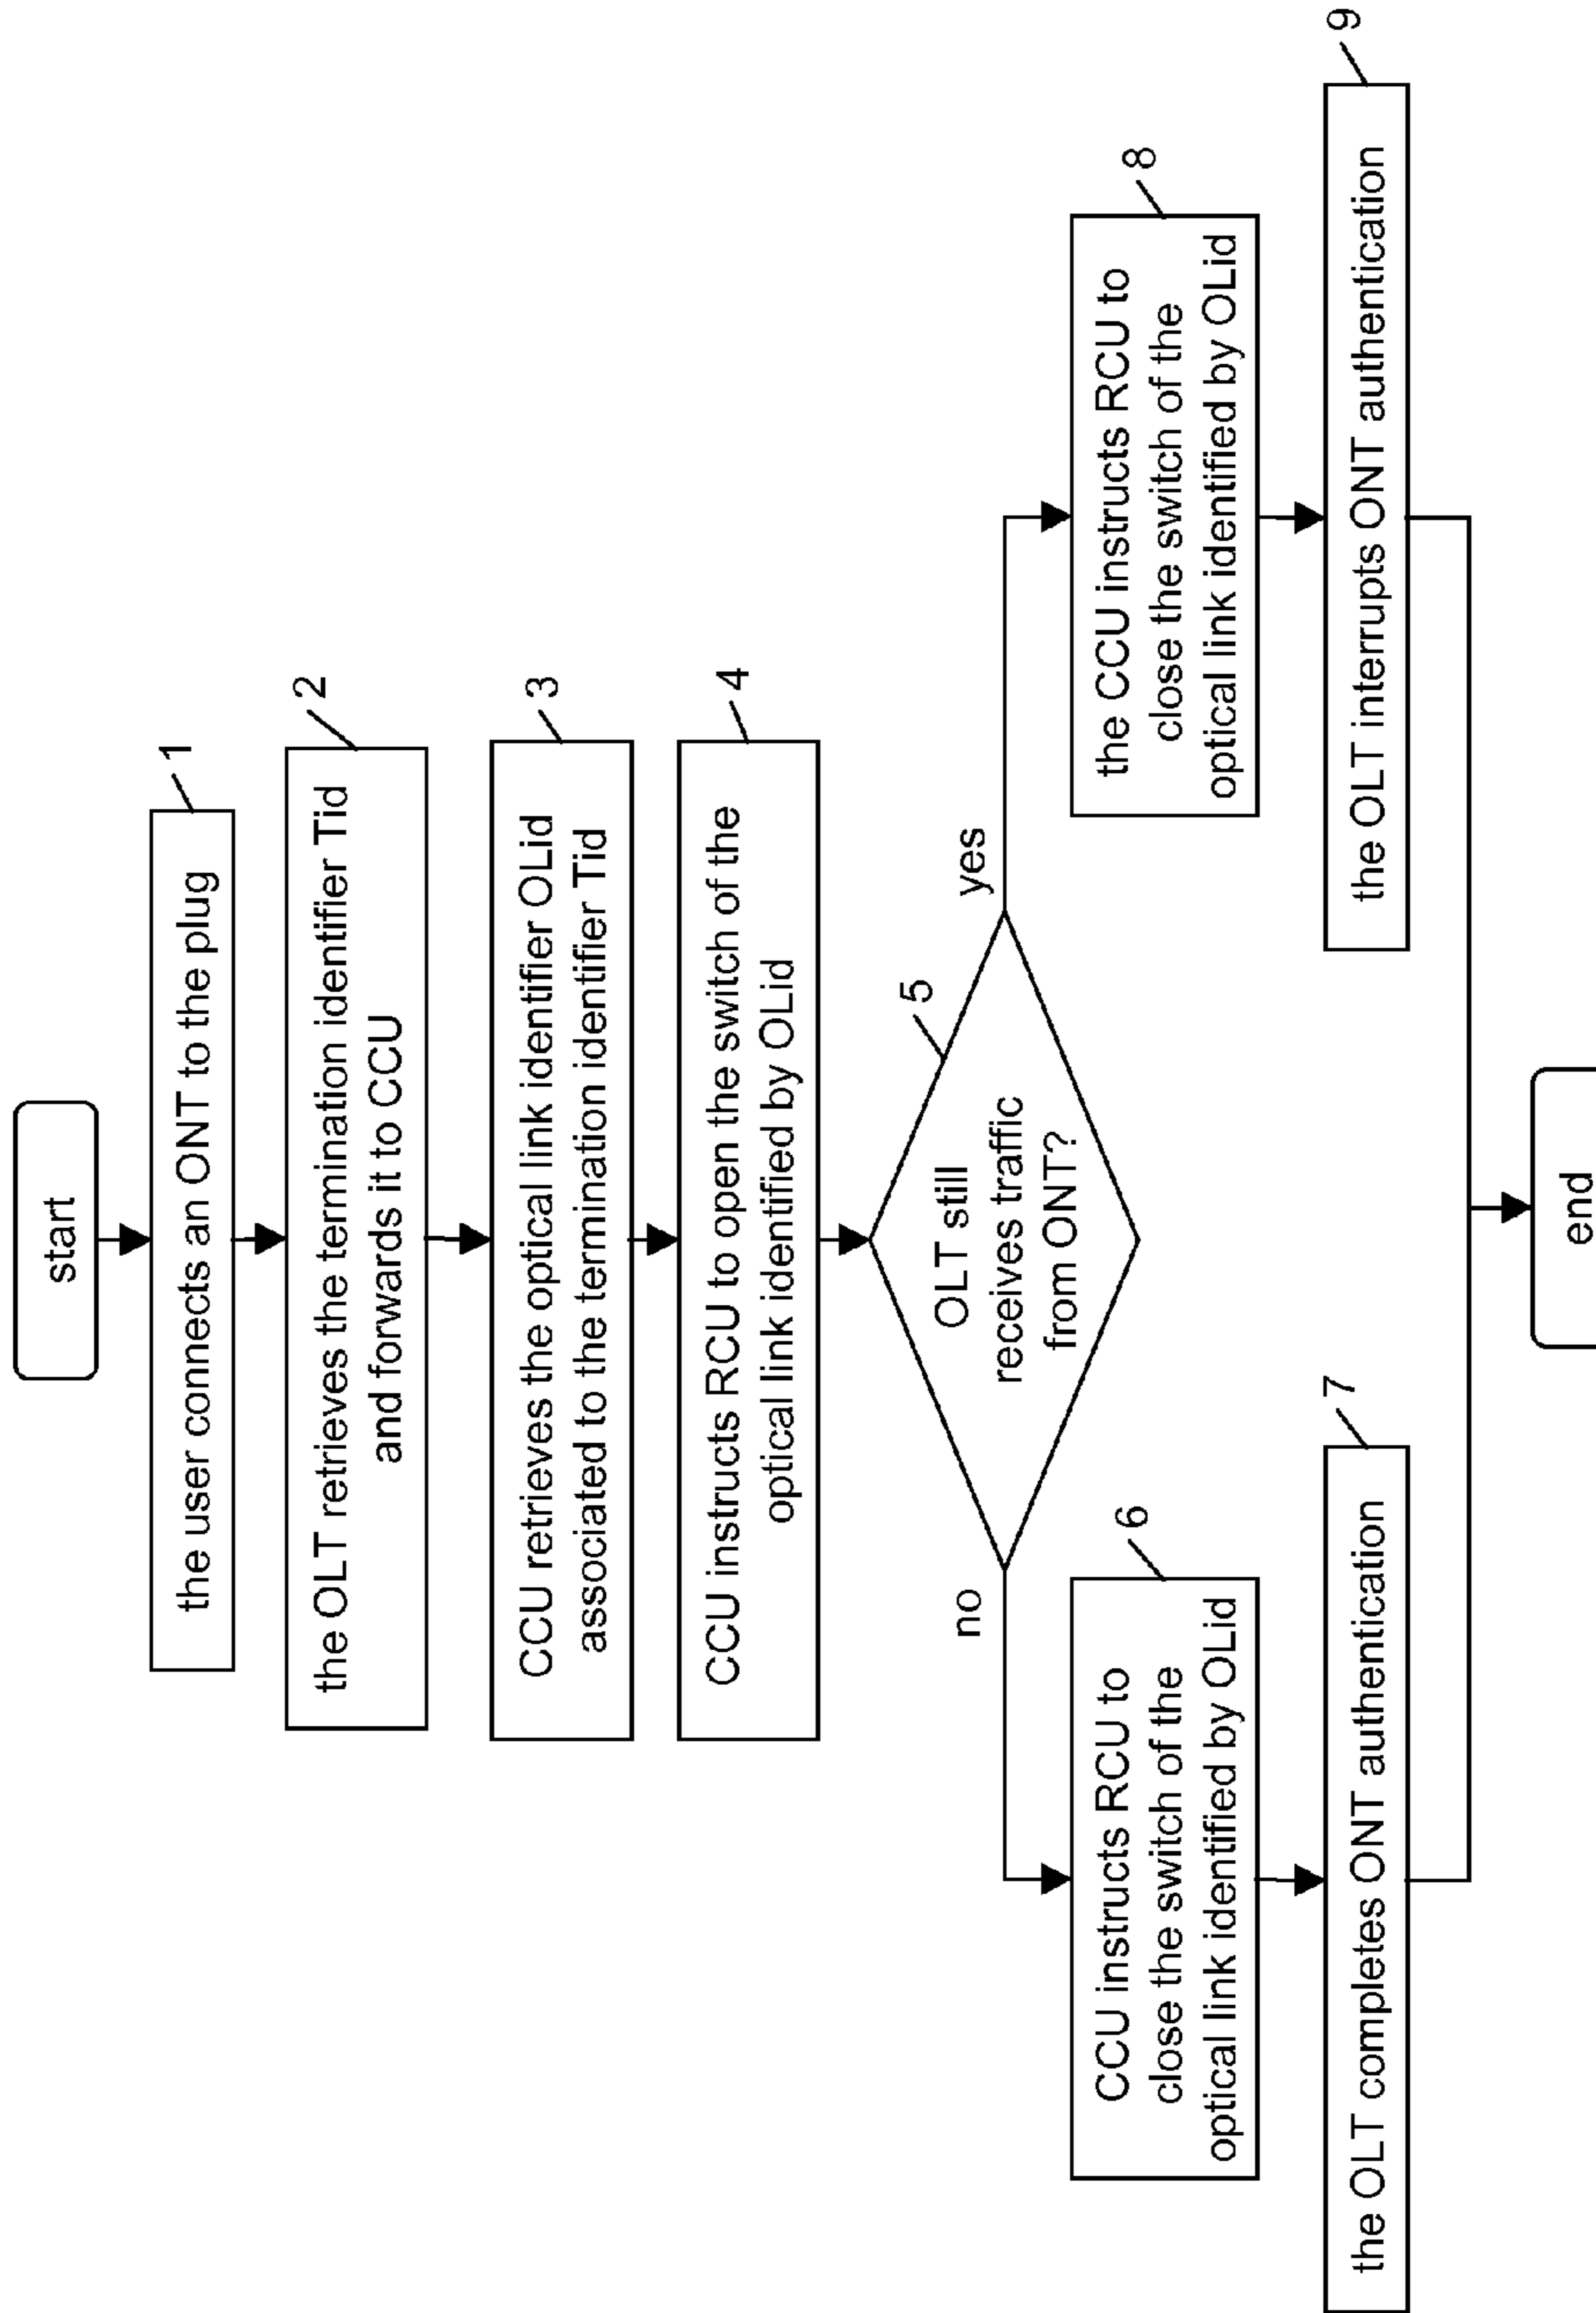 start
1
the user connects an ONT to the plug
2
the OLT retrieves the termination identifier Tid
and forwards it to CCU
3
CCU retrieves the optical link identifier OLid
associated to the termination identifier Tid
4
CCU instructs RCU to open the switch of the
optical link identified by OLid
5
OLT still
receives traffic
from ONT?
no
yes
6
CCU instructs RCU to
close the switch of the
optical link identified by OLid
8
the CCU instructs RCU to
close the switch of the
optical link identified by OLid
7
the OLT completes ONT authentication
9
the OLT interrupts ONT authentication
end